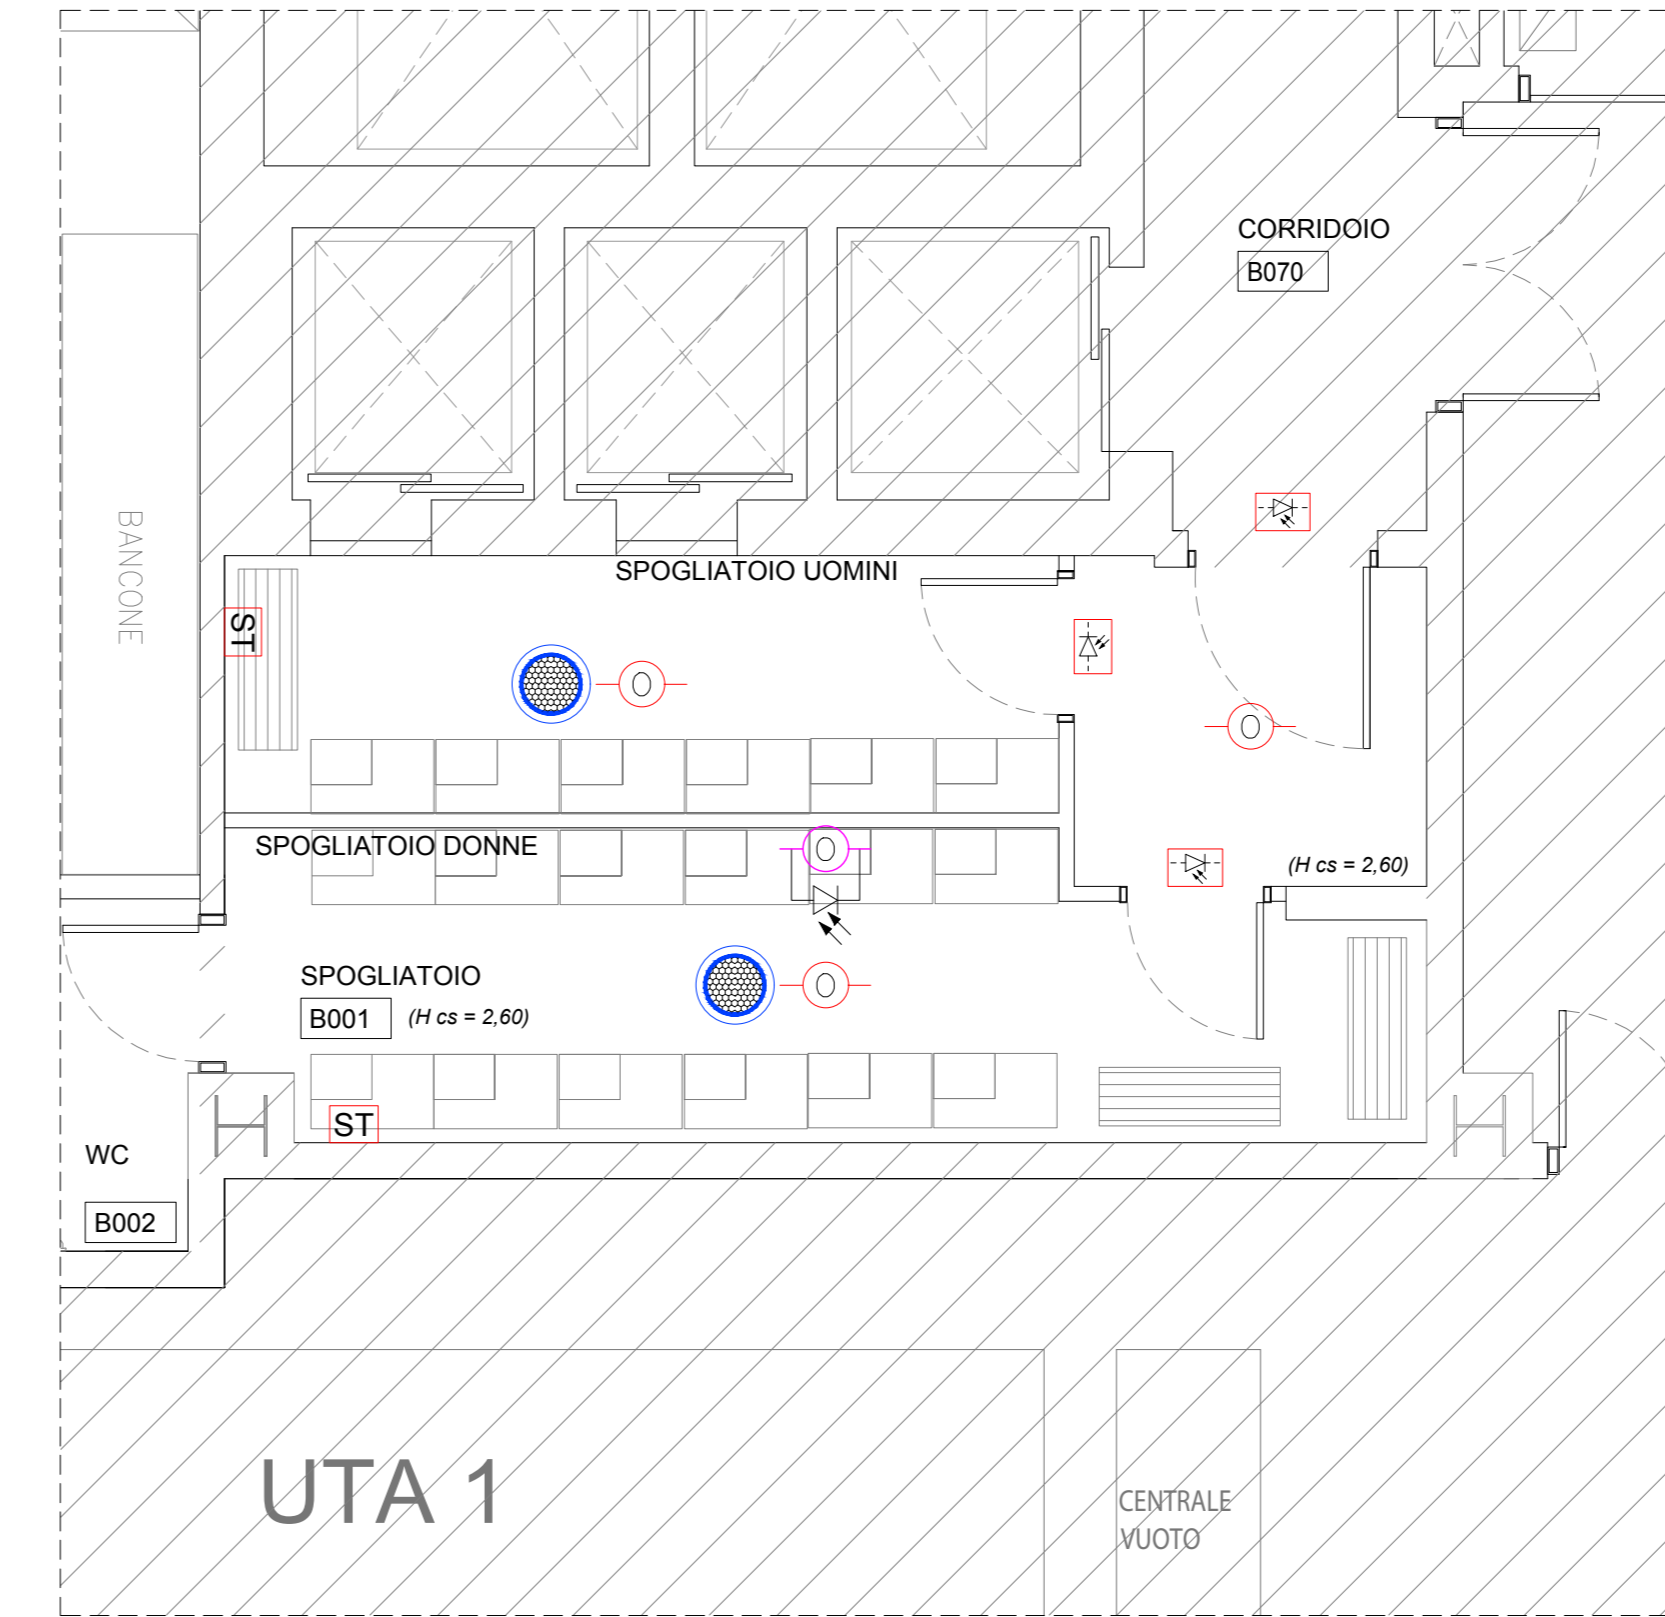 CORRIDOIO
B070
BANCONE
SPOGLIATOIO UOMINI
ST
O
O
SPOGLIATOIO DONNE
O
(H cs = 2,60)
SPOGLIATOIO
O
B001
(H cs = 2,60)
ST
WC
B002
UTA 1
CENTRALE
VUOTO